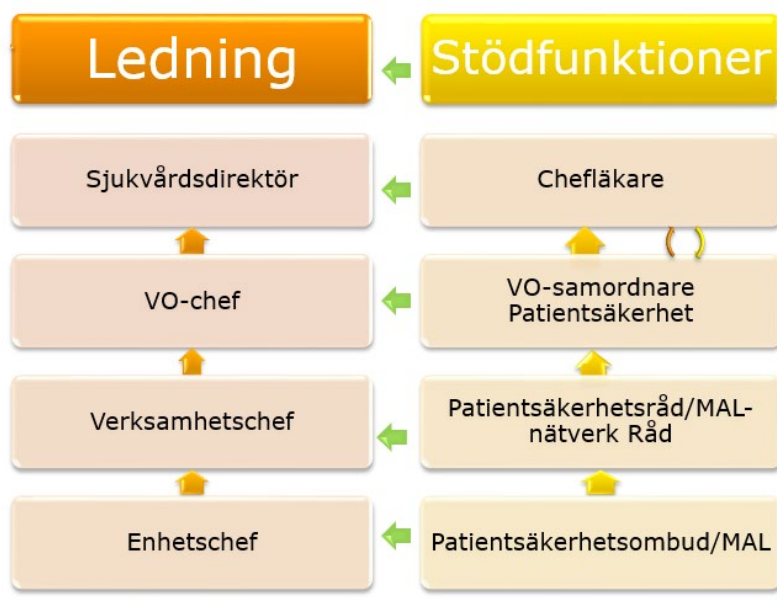 Ledning
Stödfunktioner
Sjukvårdsdirektör
Chefläkare
VO-chef
VO-samordnare
Patientsäkerhet
Verksamhetschef
Patientsäkerhetsråd/MAL-
nätverk Råd
Enhetschef
Patientsäkerhetsombud/MAL